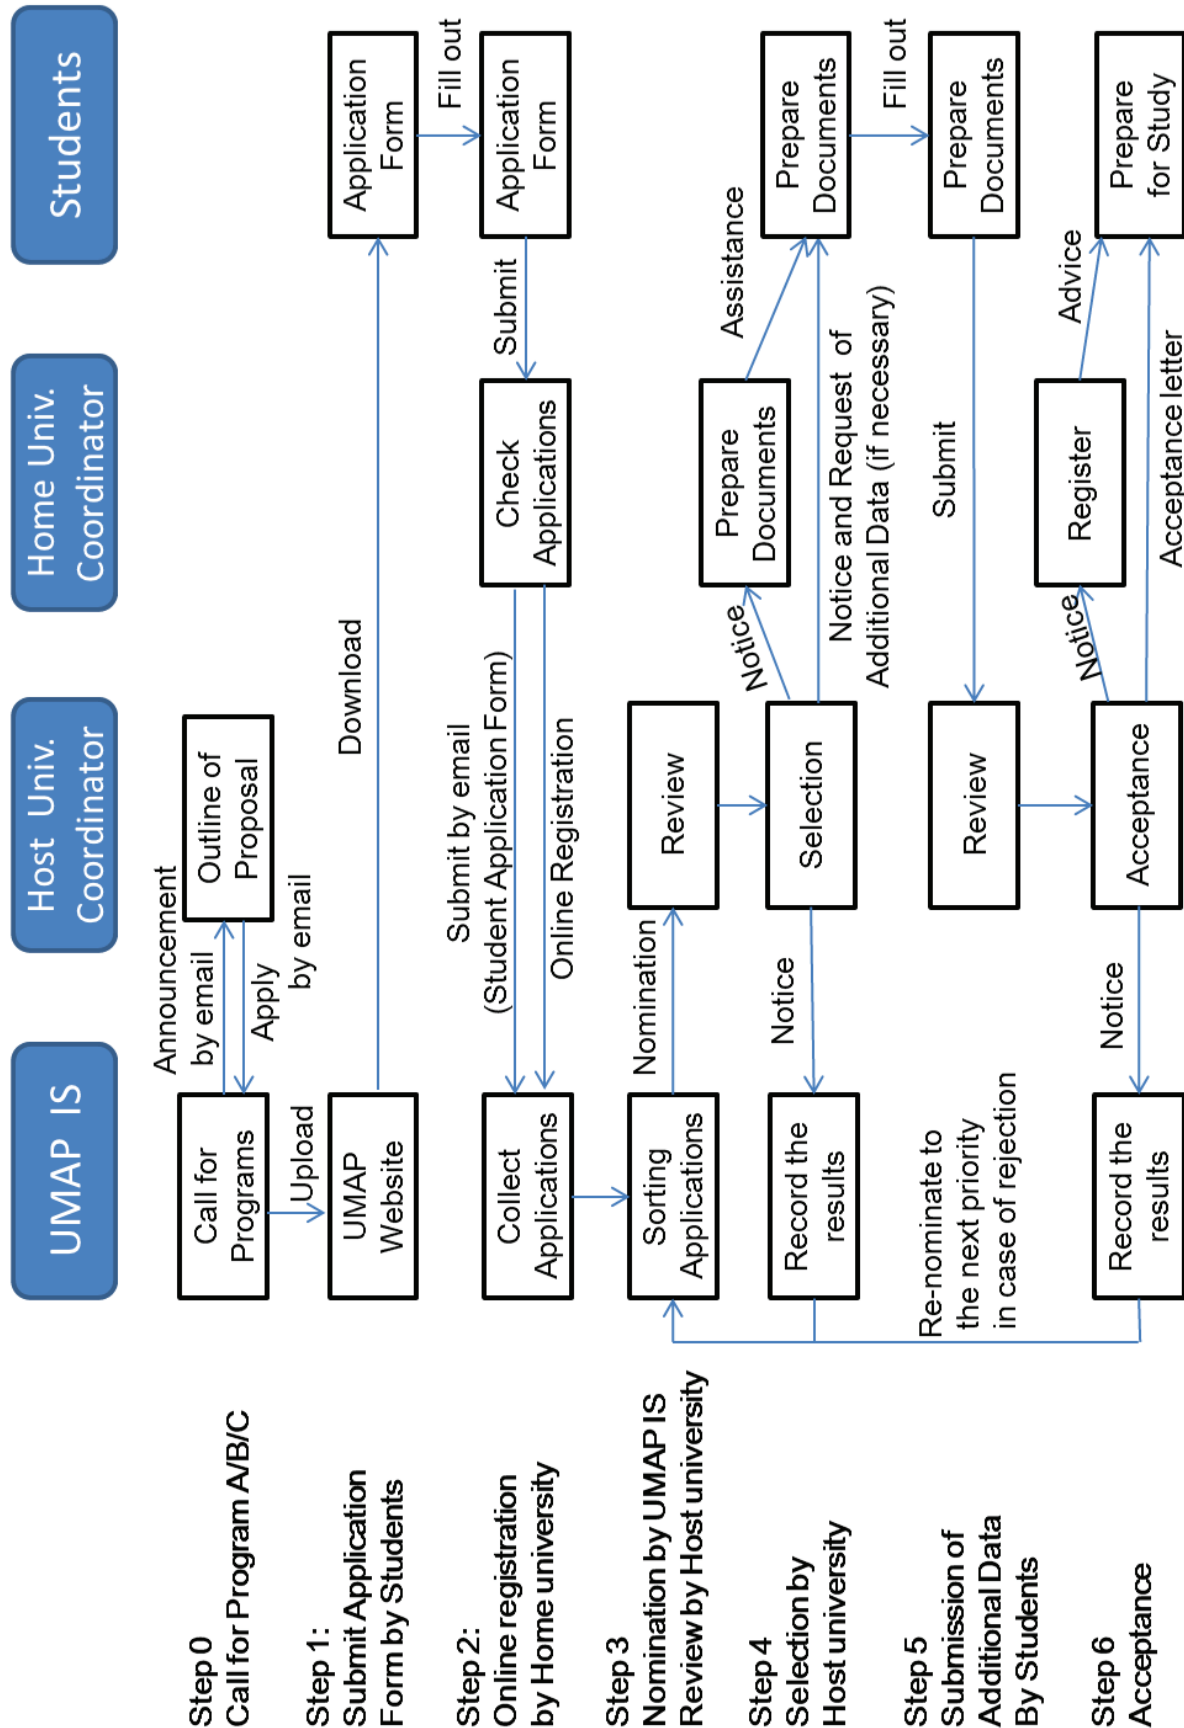 UMAP IS
Host Univ.
Coordinator
Home Univ.
Coordinator
Students
Step 0
Call for Program A/B/C
Call for
Programs
Announcement
by email
Apply
by email
Outline of
Proposal
Upload
Step 1:
Submit Application
Form by Students
UMAP
Website
Download
Application
Form
Fill out
Step 2:
Online registration
by Home university
Collect
Applications
Submit by email
(Student Application Form)
Online Registration
Check
Applications
Submit
Application
Form
Step 3
Nomination by UMAP IS
Review by Host university
Sorting
Applications
Nomination
Review
Step 4
Selection by
Host university
Record the
results
Notice
Selection
Notice
Prepare
Documents
Assistance
Notice and Request of
Additional Data (if necessary)
Prepare
Documents
Fill out
Step 5
Submission of
Additional Data
By Students
Re-nominate to
the next priority
in case of rejection
Review
Submit
Prepare
Documents
Step 6
Acceptance
Record the
results
Notice
Acceptance
Notice
Register
Advice
Acceptance letter
Prepare
for Study